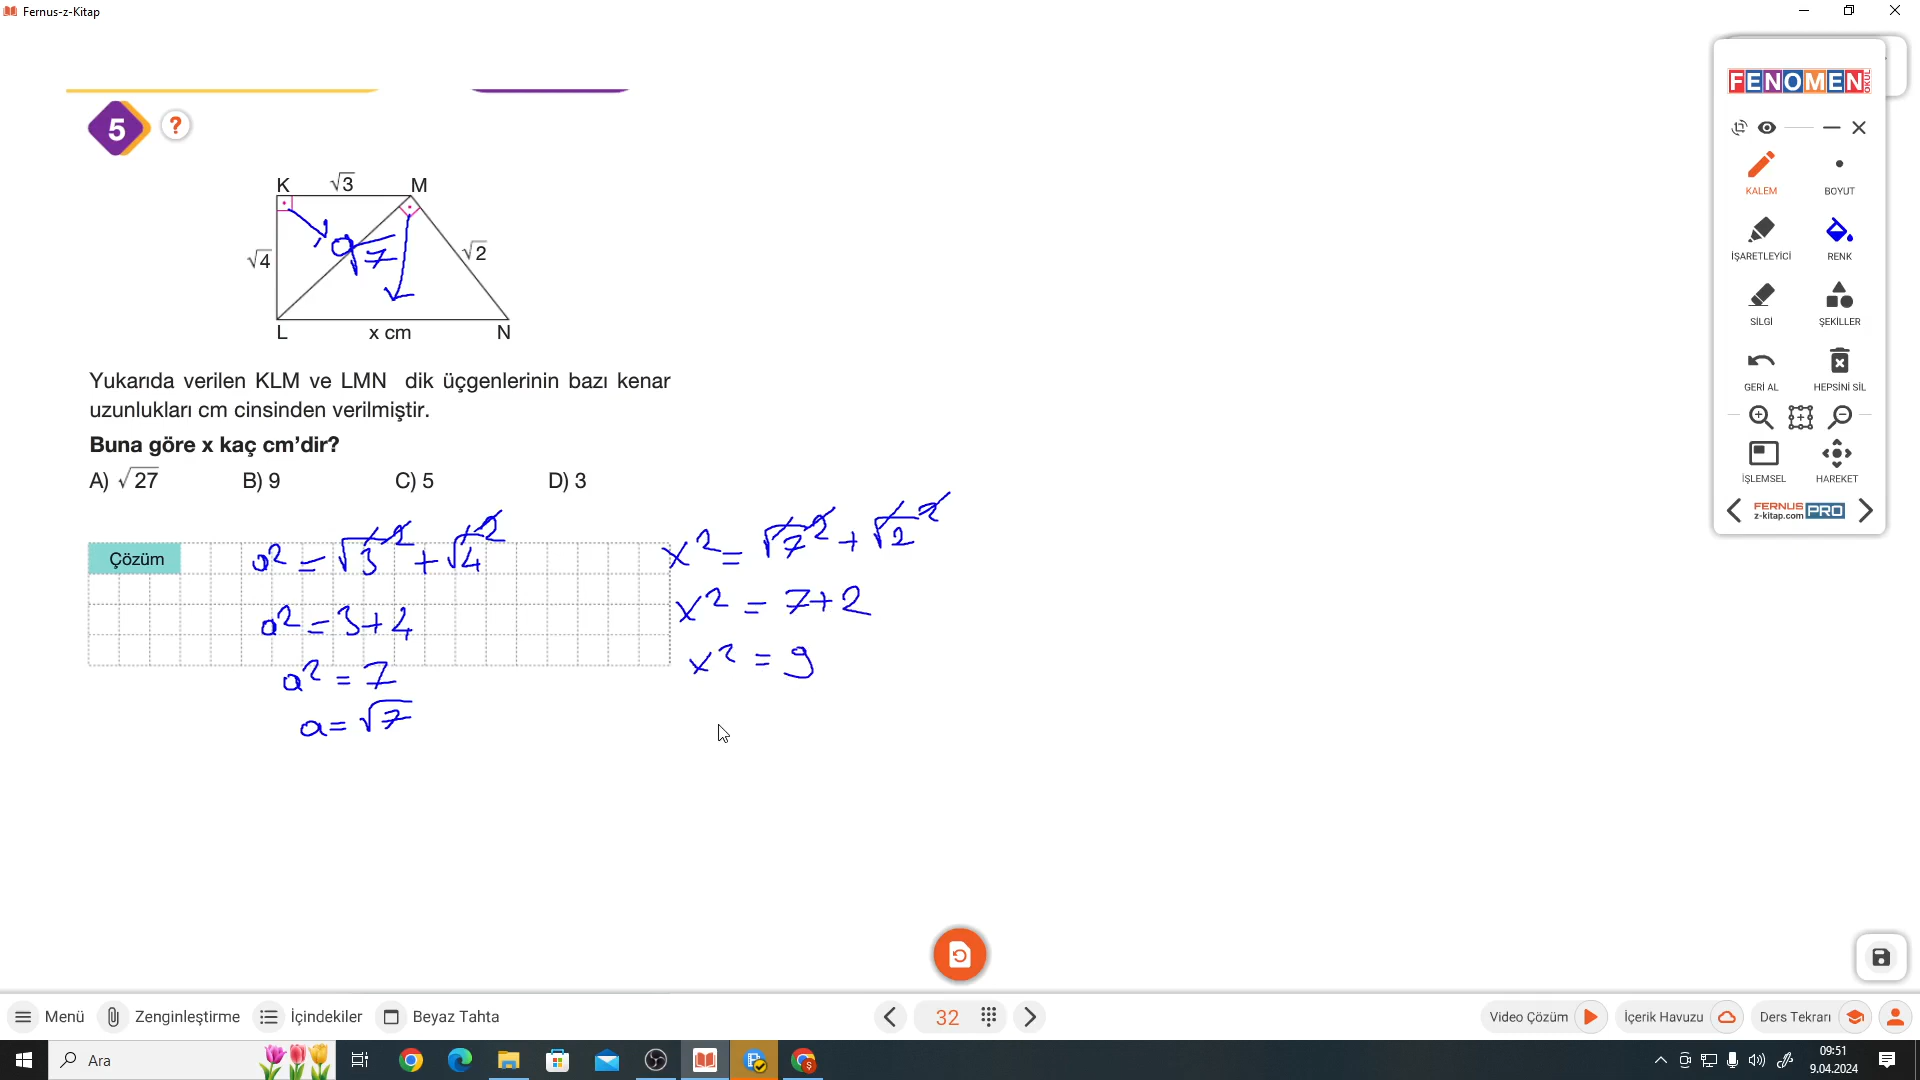 Fernus-z-Kitap
FENOMEN OKUL
5 ?
K √3 M
√4 √7 √2
L x cm N
Yukarıda verilen KLM ve LMN dik üçgenlerinin bazı kenar
uzunlukları cm cinsinden verilmiştir.
Buna göre x kaç cm’dir?
A) √27 B) 9 C) 5 D) 3
Çözüm
a² = √3² + √4²
a² = 3+4
a² = 7
a = √7
x² = √7² + √2²
x² = 7+2
x² = 9
KALEM BOYUT
İŞARETLEYİCİ RENK
SİLGİ ŞEKİLLER
GERİ AL HEPSİNİ SİL
İŞLEMSEL HAREKET
FERNUS z-kitap.com PRO
Menü Zenginleştirme İçindekiler Beyaz Tahta 32 Video Çözüm İçerik Havuzu Ders Tekrarı
Ara
09:51
9.04.2024